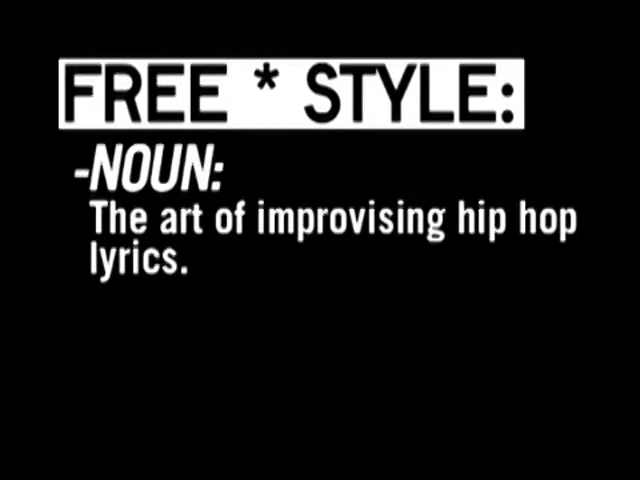 FREE * STYLE:
-NOUN:
The art of improvising hip hop
lyrics.